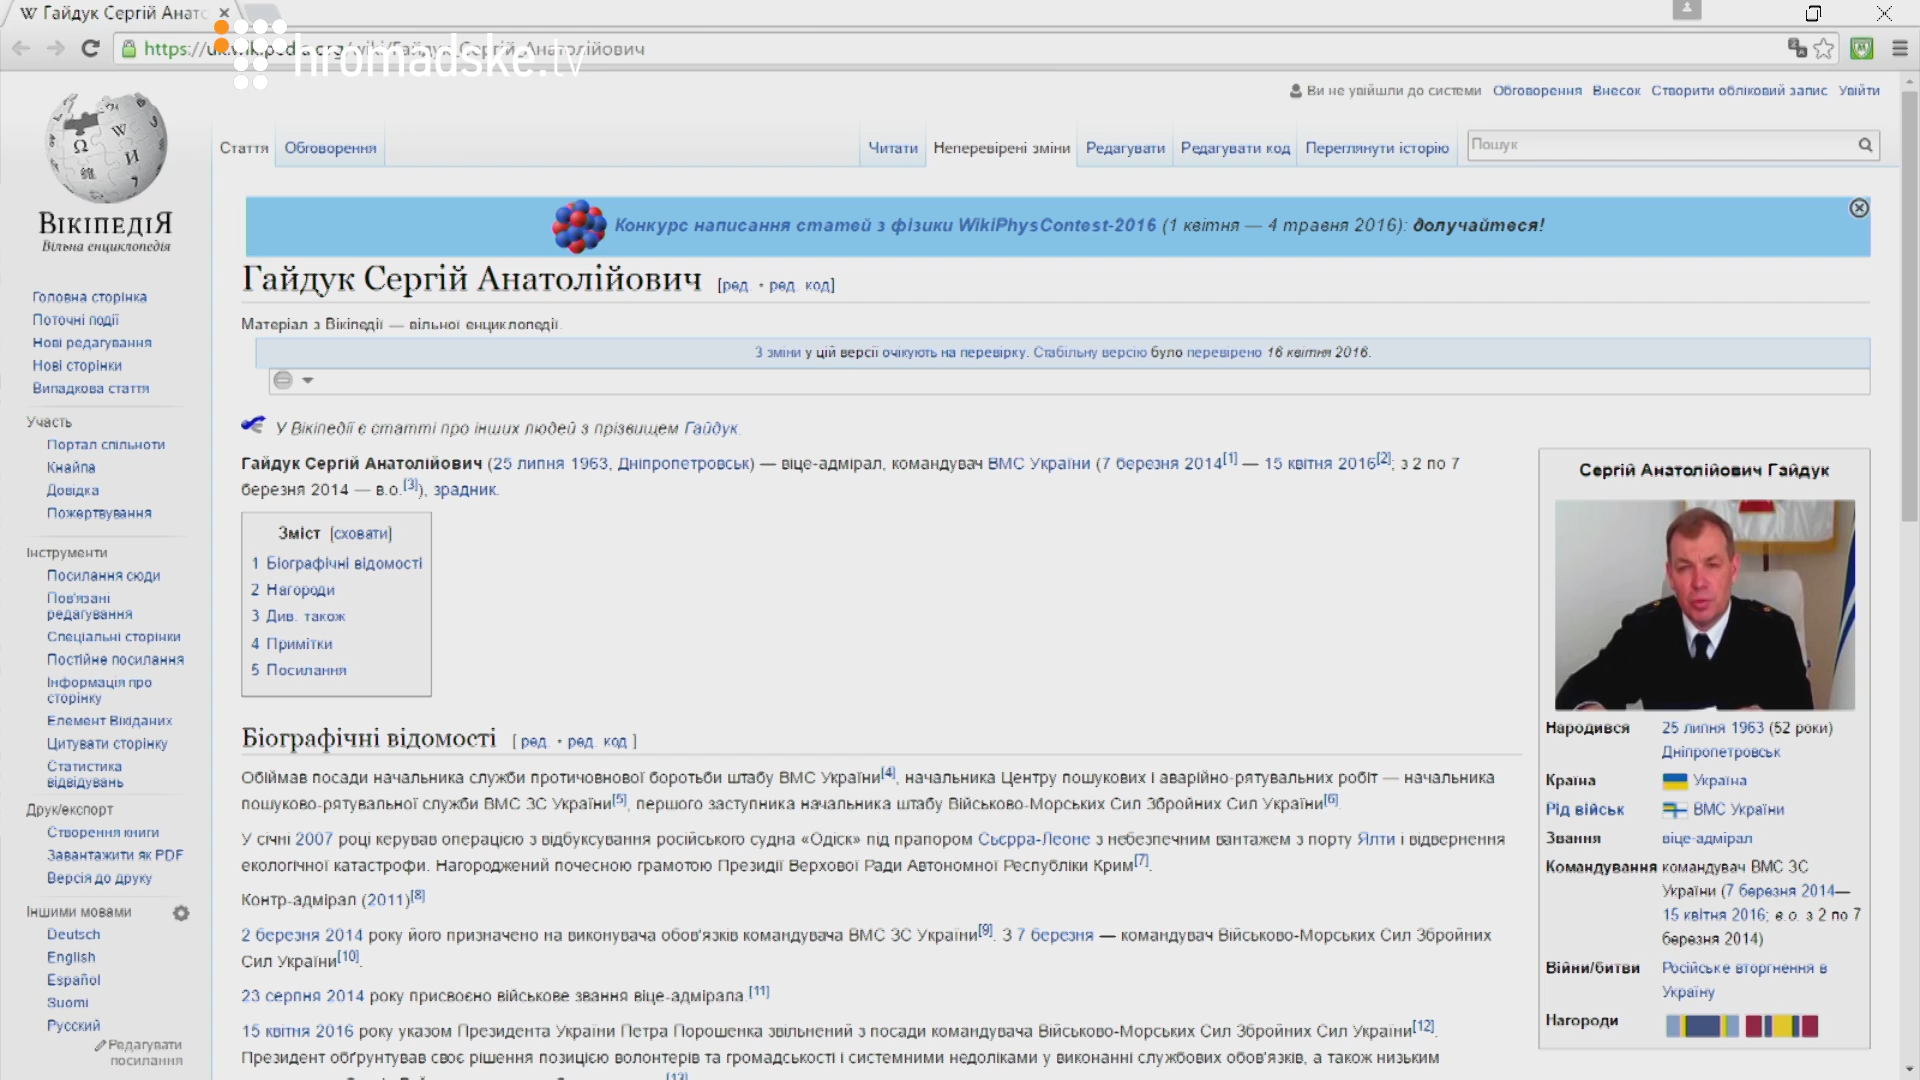 Гайдук Сергій Анато
https://uk.wikipedia.org/wiki/Гайдук_Сергій_Анатолійович
hromadske.tv
Ви не увійшли до системи Обговорення Внесок Створити обліковий запис Увійти
Стаття Обговорення Читати Неперевірені зміни Редагувати Редагувати код Переглянути історію Пошук
ВікіпедіЯ
Вільна енциклопедія
Головна сторінка
Поточні події
Нові редагування
Нові сторінки
Випадкова стаття
Участь
Портал спільноти
Кнайпа
Довідка
Пожертвування
Інструменти
Посилання сюди
Пов'язані
редагування
Спеціальні сторінки
Постійне посилання
Інформація про
сторінку
Елемент Вікіданих
Цитувати сторінку
Статистика
відвідувань
Друк/експорт
Створення книги
Завантажити як PDF
Версія до друку
Іншими мовами
Deutsch
English
Español
Suomi
Русский
Редагувати
посилання
Конкурс написання статей з фізики WikiPhysContest-2016 (1 квітня — 4 травня 2016): долучайтеся!
Гайдук Сергій Анатолійович [ред. • ред. код]
Матеріал з Вікіпедії — вільної енциклопедії.
3 зміни у цій версії очікують на перевірку. Стабільну версію було перевірено 16 квітня 2016.
У Вікіпедії є статті про інших людей з прізвищем Гайдук.
Гайдук Сергій Анатолійович (25 липня 1963, Дніпропетровськ) — віце-адмірал, командувач ВМС України (7 березня 2014[1] — 15 квітня 2016[2]; з 2 по 7
березня 2014 — в.о.[3]), зрадник.
Зміст [сховати]
1 Біографічні відомості
2 Нагороди
3 Див. також
4 Примітки
5 Посилання
Біографічні відомості [ ред. • ред. код ]
Обіймав посади начальника служби протичовнової боротьби штабу ВМС України[4], начальника Центру пошукових і аварійно-рятувальних робіт — начальника
пошуково-рятувальної служби ВМС ЗС України[5], першого заступника начальника штабу Військово-Морських Сил Збройних Сил України[6].
У січні 2007 році керував операцією з відбуксування російського судна «Одіск» під прапором Сьєрра-Леоне з небезпечним вантажем з порту Ялти і відвернення
екологічної катастрофи. Нагороджений почесною грамотою Президії Верховної Ради Автономної Республіки Крим[7].
Контр-адмірал (2011)[8]
2 березня 2014 року його призначено на виконувача обов'язків командувача ВМС ЗС України[9]. З 7 березня — командувач Військово-Морських Сил Збройних
Сил України[10].
23 серпня 2014 року присвоєно військове звання віце-адмірала.[11]
15 квітня 2016 року указом Президента України Петра Порошенка звільнений з посади командувача Військово-Морських Сил Збройних Сил України[12].
Президент обґрунтував своє рішення позицією волонтерів та громадськості і системними недоліками у виконанні службових обов'язків, а також низьким
[13]
Сергій Анатолійович Гайдук
Народився 25 липня 1963 (52 роки)
Дніпропетровськ
Країна Україна
Рід військ ВМС України
Звання віце-адмірал
Командування командувач ВМС ЗС
України (7 березня 2014—
15 квітня 2016; в.о. з 2 по 7
березня 2014)
Війни/битви Російське вторгнення в
Україну
Нагороди